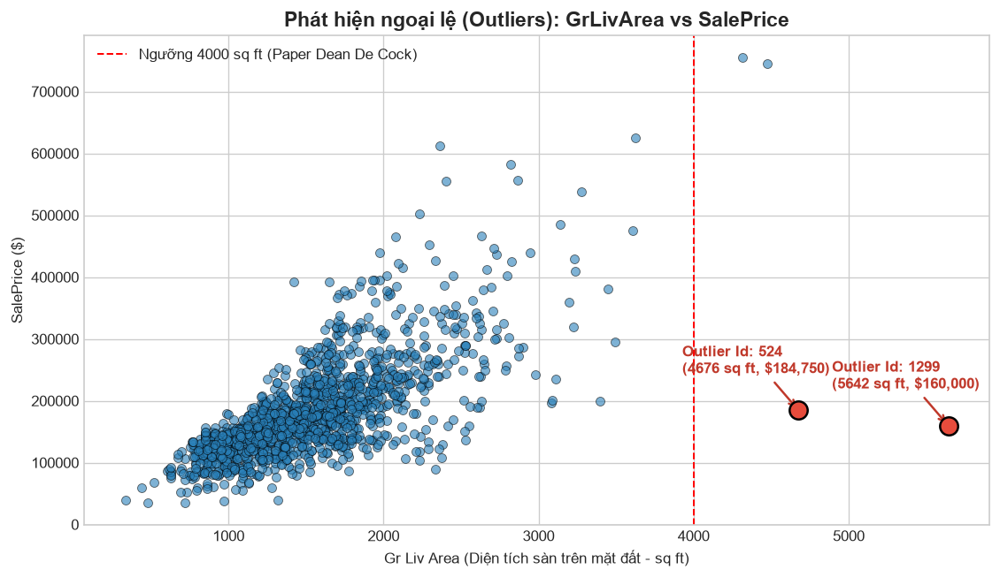 Phát hiện ngoại lệ (Outliers): GrLivArea vs SalePrice
Ngưỡng 4000 sq ft (Paper Dean De Cock)
SalePrice ($)
700000
600000
500000
400000
300000
200000
100000
0
Outlier Id: 524
(4676 sq ft, $184,750)
Outlier Id: 1299
(5642 sq ft, $160,000)
1000
2000
3000
4000
5000
Gr Liv Area (Diện tích sàn trên mặt đất - sq ft)